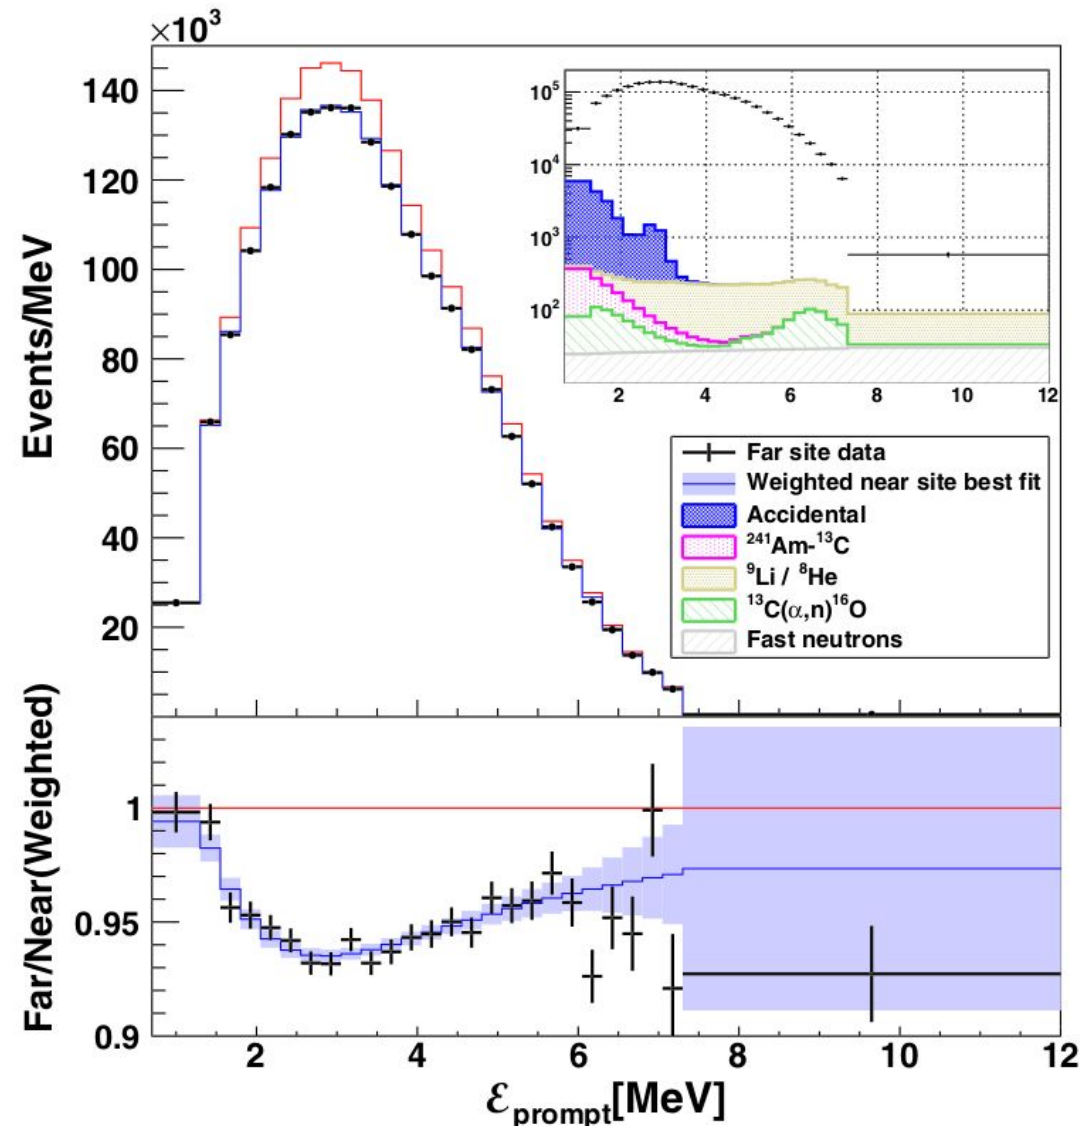 ×10³
140
120
100
80
60
40
20
Events/MeV
10⁵
10⁴
10³
10²
2 4 6 8 10 12
Far site data
Weighted near site best fit
Accidental
²⁴¹Am-¹³C
⁹Li / ⁸He
¹³C(α,n)¹⁶O
Fast neutrons
Far/Near(Weighted)
1
0.95
0.9
2 4 6 8 10 12
Ɛprompt[MeV]